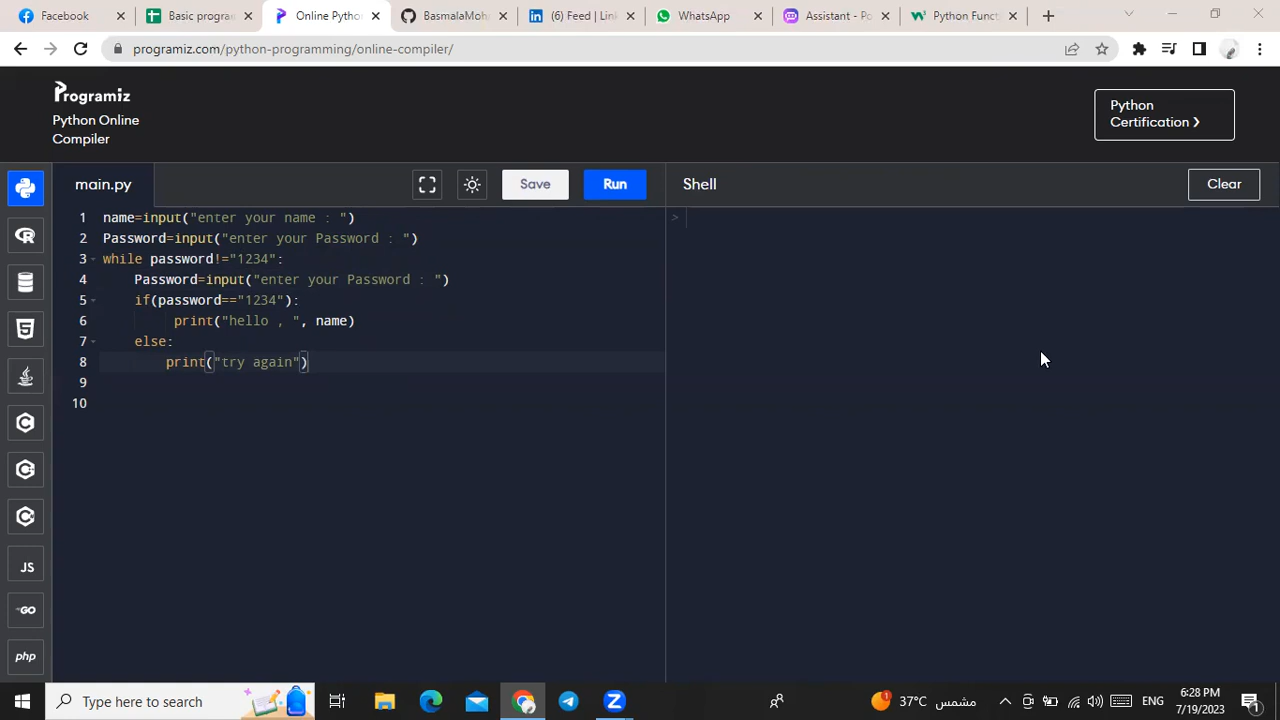 Facebook
Basic progra
Online Pytho
BasmalaMoh
(6) Feed | Lin
WhatsApp
Assistant - Po
Python Funct
programiz.com/python-programming/online-compiler/
Programiz
Python Online
Compiler
Python
Certification
main.py
Save
Run
Shell
Clear
1 name=input("enter your name : ")
2 Password=input("enter your Password : ")
3 while password!="1234":
4 Password=input("enter your Password : ")
5 if(password=="1234"):
6 print("hello , ", name)
7 else:
8 print("try again")
9
10
>
JS
GO
php
Type here to search
1
37°C
مشمس
ENG
6:28 PM
7/19/2023
1